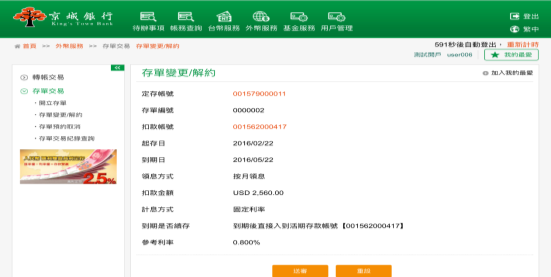 京城銀行
King's Town Bank
待辦事項 帳務查詢 台幣服務 外幣服務 基金服務 用戶管理
登出
繁中
首頁 >> 外幣服務 >> 存單交易 存單變更/解約
591秒後自動登出， 重新計時
測試開戶 user006 我的最愛
轉帳交易
存單交易
・開立存單
・存單變更/解約
・存單預約取消
・存單交易紀錄查詢
2.5%
存單變更/解約
加入我的最愛
定存帳號 001579000011
存單編號 0000002
扣款帳號 001562000417
起存日 2016/02/22
到期日 2016/05/22
領息方式 按月領息
扣款金額 USD 2,560.00
計息方式 固定利率
到期是否續存 到期後直接入到活期存款帳號【001562000417】
參考利率 0.800%